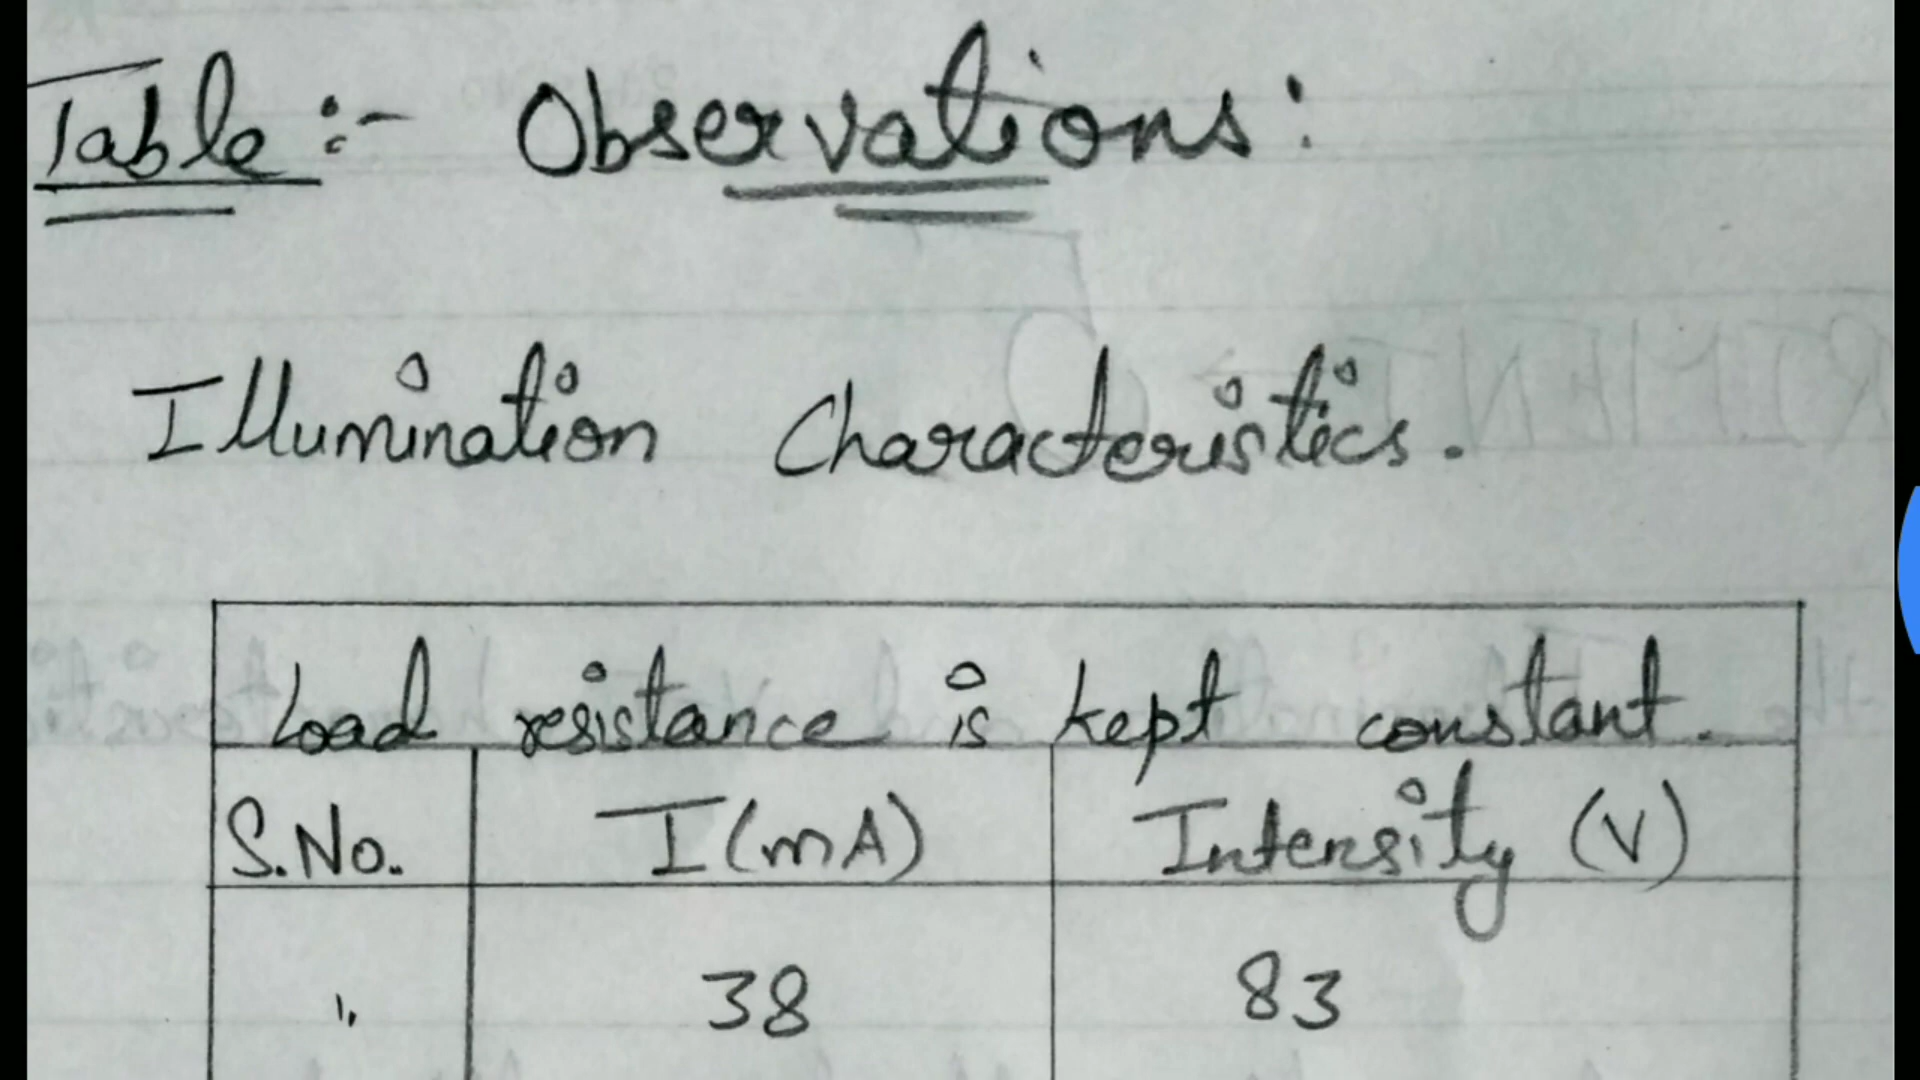 Table :- Observations:
Illumination Characteristics.
Load resistance is kept constant.
S.No. I(mA) Intensity (V)
1. 38 83